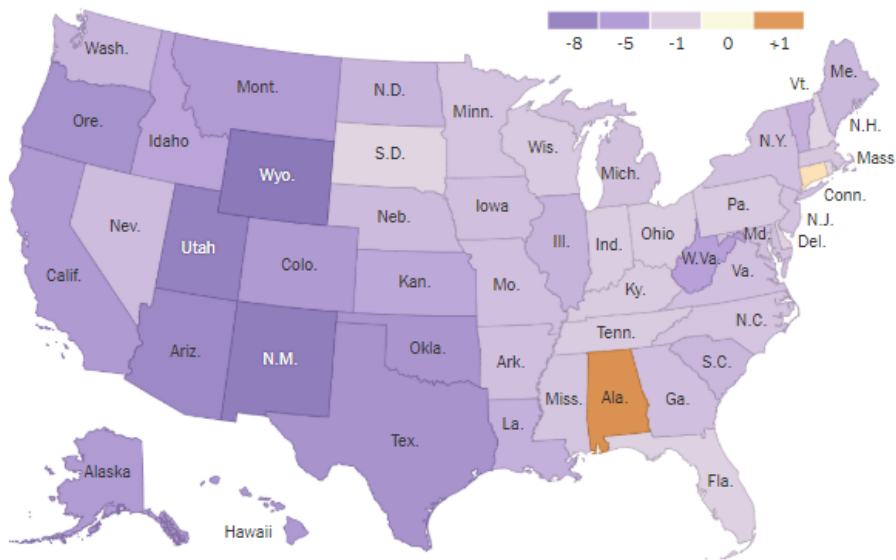 -8 -5 -1 0 +1
Wash.
Mont.
N.D.
Minn.
Vt.
Me.
Ore.
Idaho
S.D.
Wis.
Mich.
N.Y.
N.H.
Mass
Wyo.
Conn.
Nev.
Neb.
Iowa
Pa.
N.J.
Utah
Colo.
Ill.
Ind.
Ohio
Md.
Del.
Calif.
Kan.
Mo.
W.Va.
Va.
Ky.
Ariz.
N.M.
Okla.
Ark.
Tenn.
N.C.
S.C.
Tex.
La.
Miss.
Ala.
Ga.
Alaska
Hawaii
Fla.